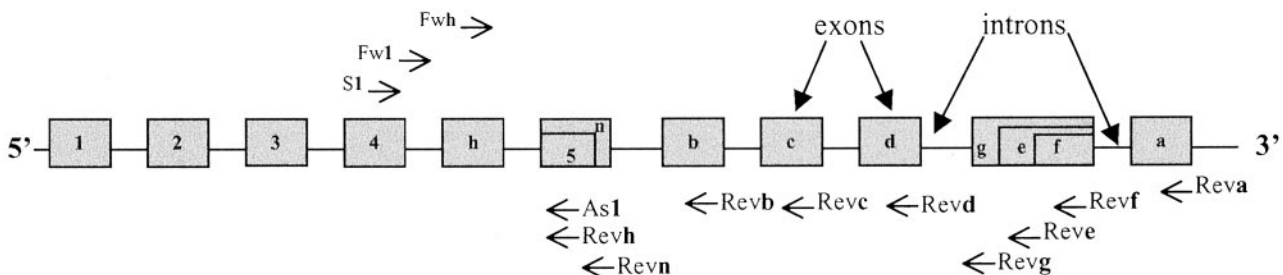 Fwh
exons
introns
Fw1
S1
5’
1
2
3
4
h
n
5
b
c
d
g
e
f
a
3’
As1
Revb
Revc
Revd
Revf
Reva
Revh
Reve
Revn
Revg